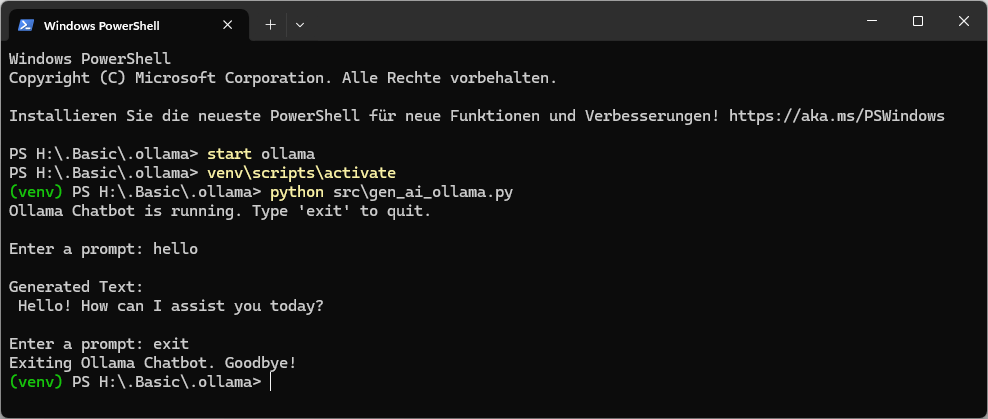 Windows PowerShell
Windows PowerShell
Copyright (C) Microsoft Corporation. Alle Rechte vorbehalten.
Installieren Sie die neueste PowerShell für neue Funktionen und Verbesserungen! https://aka.ms/PSWindows
PS H:\.Basic\.ollama> start ollama
PS H:\.Basic\.ollama> venv\scripts\activate
(venv) PS H:\.Basic\.ollama> python src\gen_ai_ollama.py
Ollama Chatbot is running. Type 'exit' to quit.
Enter a prompt: hello
Generated Text:
Hello! How can I assist you today?
Enter a prompt: exit
Exiting Ollama Chatbot. Goodbye!
(venv) PS H:\.Basic\.ollama>